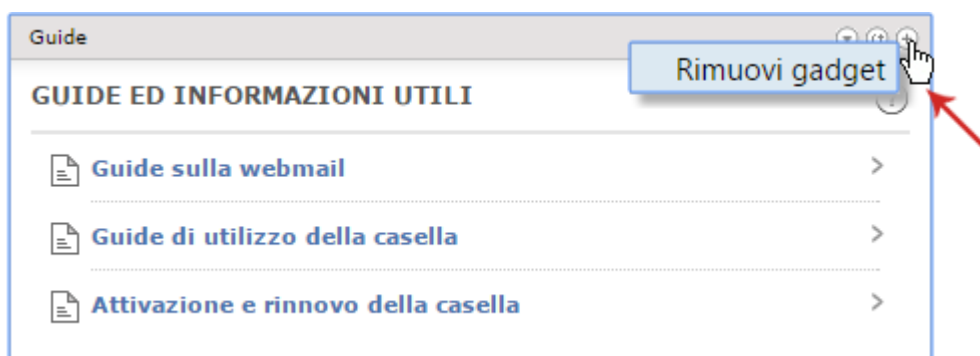 Guide
Rimuovi gadget
GUIDE ED INFORMAZIONI UTILI
Guide sulla webmail
Guide di utilizzo della casella
Attivazione e rinnovo della casella